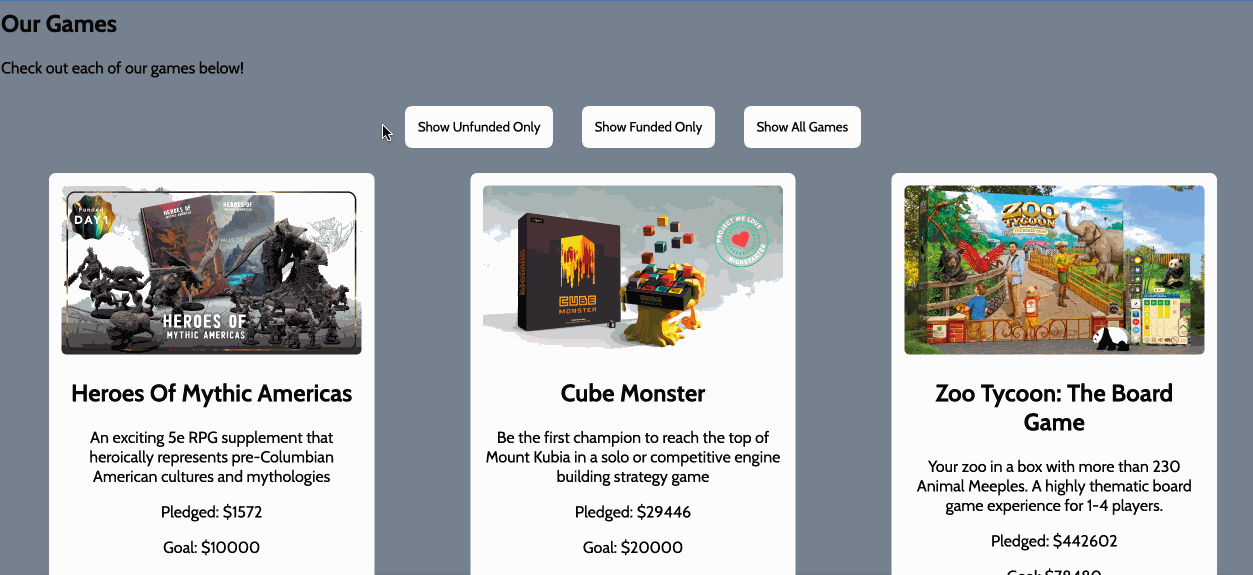 Our Games
Check out each of our games below!
Show Unfunded Only
Show Funded Only
Show All Games
Funded
DAY 1
HEROES OF
MYTHIC AMERICAS
HEROES OF
MYTHIC AMERICAS
HEROES OF
MYTHIC AMERICAS
Heroes Of Mythic Americas
An exciting 5e RPG supplement that
heroically represents pre-Columbian
American cultures and mythologies
Pledged: $1572
Goal: $10000
CUBE
MONSTER
PROJECT WE LOVE
KICKSTARTER
Cube Monster
Be the first champion to reach the top of
Mount Kubia in a solo or competitive engine
building strategy game
Pledged: $29446
Goal: $20000
ZOO
TYCOON
Zoo Tycoon: The Board
Game
Your zoo in a box with more than 230
Animal Meeples. A highly thematic board
game experience for 1-4 players.
Pledged: $442602